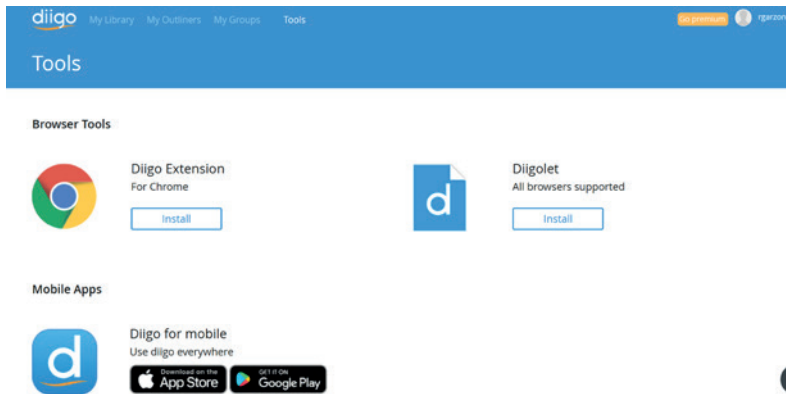 diigo My Library My Outliners My Groups Tools Go premium rgarzon
Tools
Browser Tools
Diigo Extension
For Chrome
Install
d
Diigolet
All browsers supported
Install
Mobile Apps
d
Diigo for mobile
Use diigo everywhere
Download on the
App Store
GET IT ON
Google Play